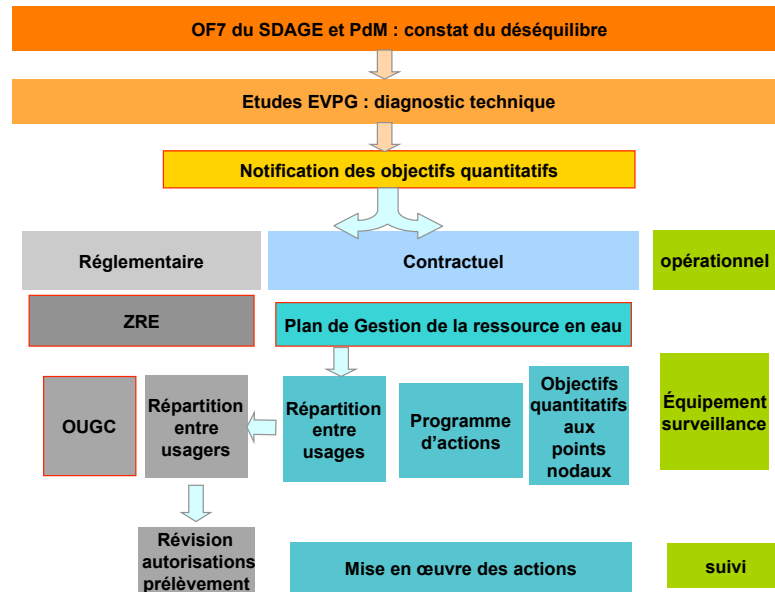 OF7 du SDAGE et PdM : constat du déséquilibre
Etudes EVPG : diagnostic technique
Notification des objectifs quantitatifs
Réglementaire
Contractuel
opérationnel
ZRE
Plan de Gestion de la ressource en eau
OUGC
Répartition
entre
usagers
Répartition
entre
usages
Programme
d'actions
Objectifs
quantitatifs
aux
points
nodaux
Équipement
surveillance
Révision
autorisations
prélèvement
Mise en œuvre des actions
suivi